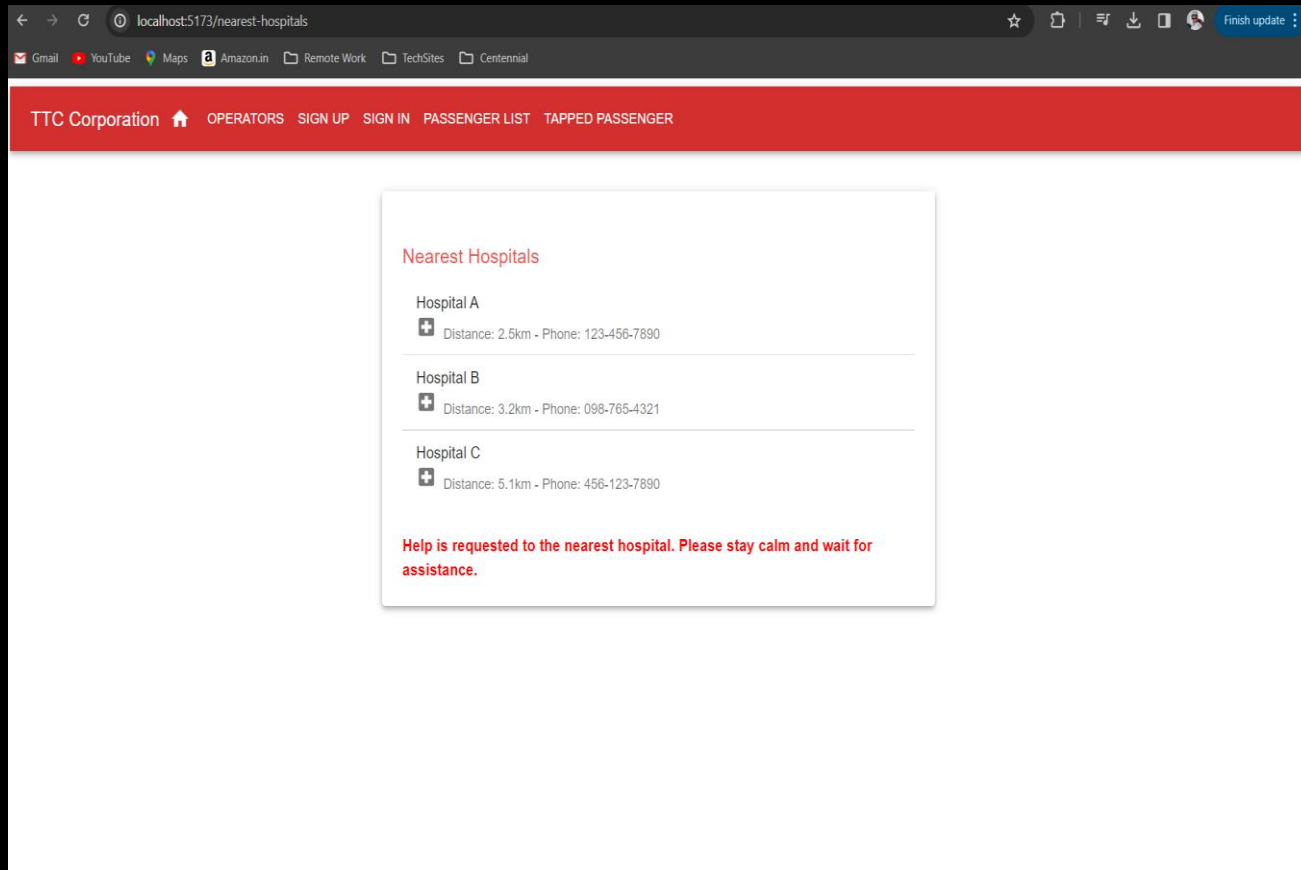 localhost:5173/nearest-hospitals
Finish update
Gmail YouTube Maps a Amazon.in Remote Work TechSites Centennial
TTC Corporation OPERATORS SIGN UP SIGN IN PASSENGER LIST TAPPED PASSENGER
Nearest Hospitals
Hospital A
Distance: 2.5km - Phone: 123-456-7890
Hospital B
Distance: 3.2km - Phone: 098-765-4321
Hospital C
Distance: 5.1km - Phone: 456-123-7890
Help is requested to the nearest hospital. Please stay calm and wait for
assistance.